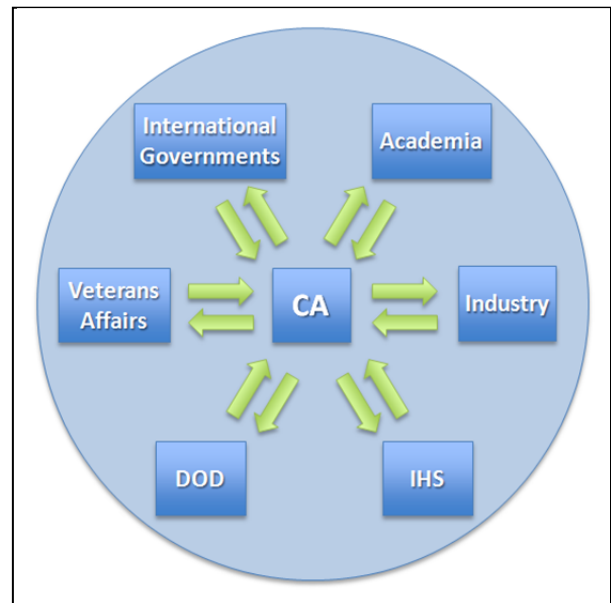 International
Governments
Academia
Veterans
Affairs
CA
Industry
DOD
IHS